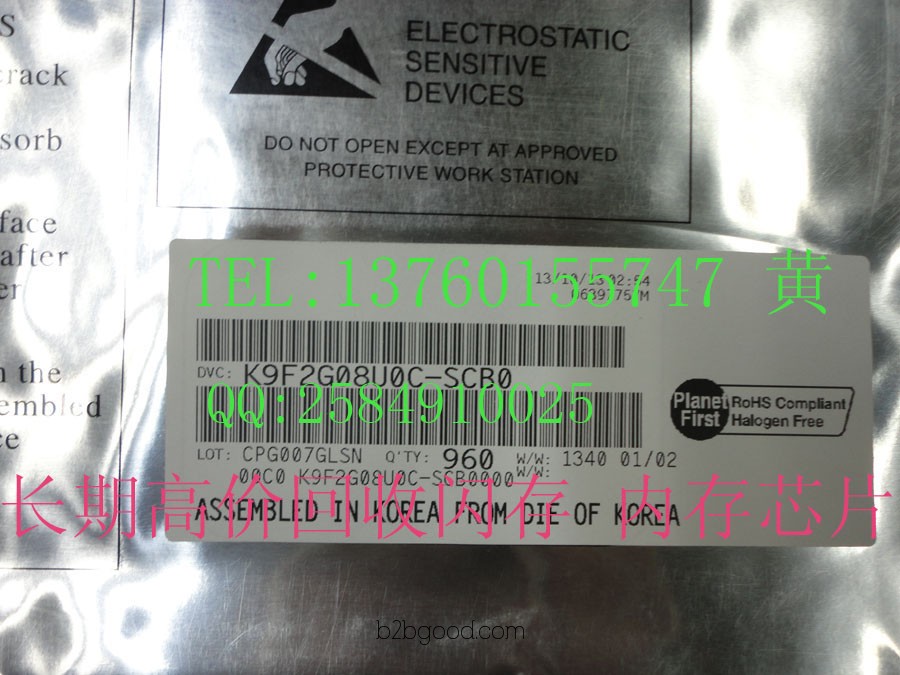 S
ELECTROSTATIC
SENSITIVE
DEVICES
crack
sorb
DO NOT OPEN EXCEPT AT APPROVED
PROTECTIVE WORK STATION
face
after
er
TEL:13760155747 黄
DVC: K9F2G08U0C-SCB0
Planet First RoHS Compliant
Halogen Free
QQ:2584910025
n the
embled
ce
LOT: CPG007GLSN Q'TY: 960 W/W: 1340 01/02
00C0 K9F2G08U0C-SCB0000 W/W:
长期高价回收闪存 内存芯片
ASSEMBLED IN KOREA FROM DIE OF KOREA
b2bgood.com